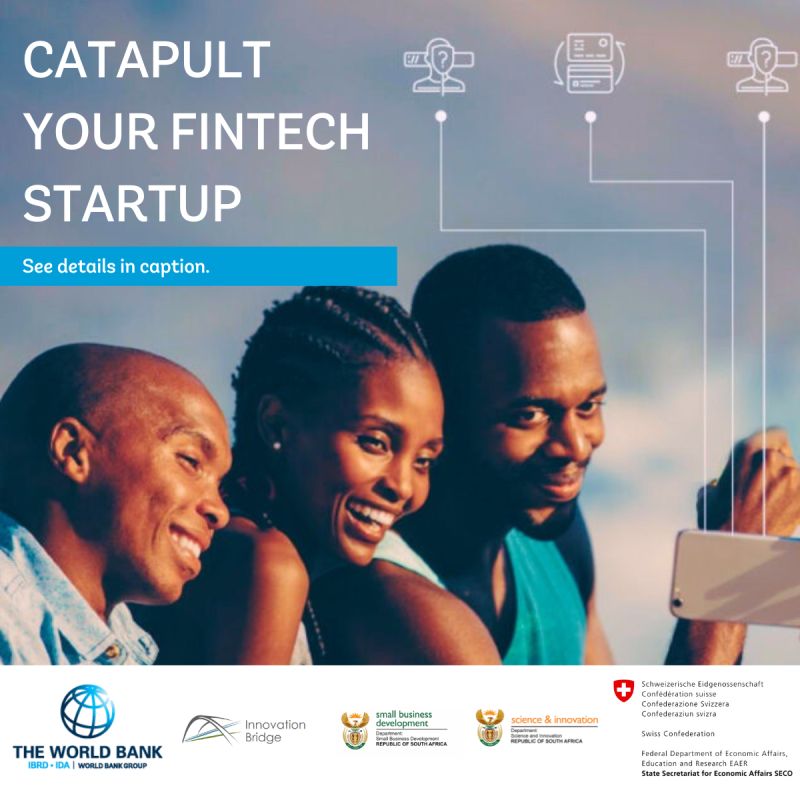 CATAPULT
YOUR FINTECH
STARTUP
See details in caption.
?
?
THE WORLD BANK
IBRD • IDA | WORLD BANK GROUP
Innovation
Bridge
small business
development
Department:
Small Business Development
REPUBLIC OF SOUTH AFRICA
science & innovation
Department:
Science and Innovation
REPUBLIC OF SOUTH AFRICA
Schweizerische Eidgenossenschaft
Confédération suisse
Confederazione Svizzera
Confederaziun svizra
Swiss Confederation
Federal Department of Economic Affairs,
Education and Research EAER
State Secretariat for Economic Affairs SECO